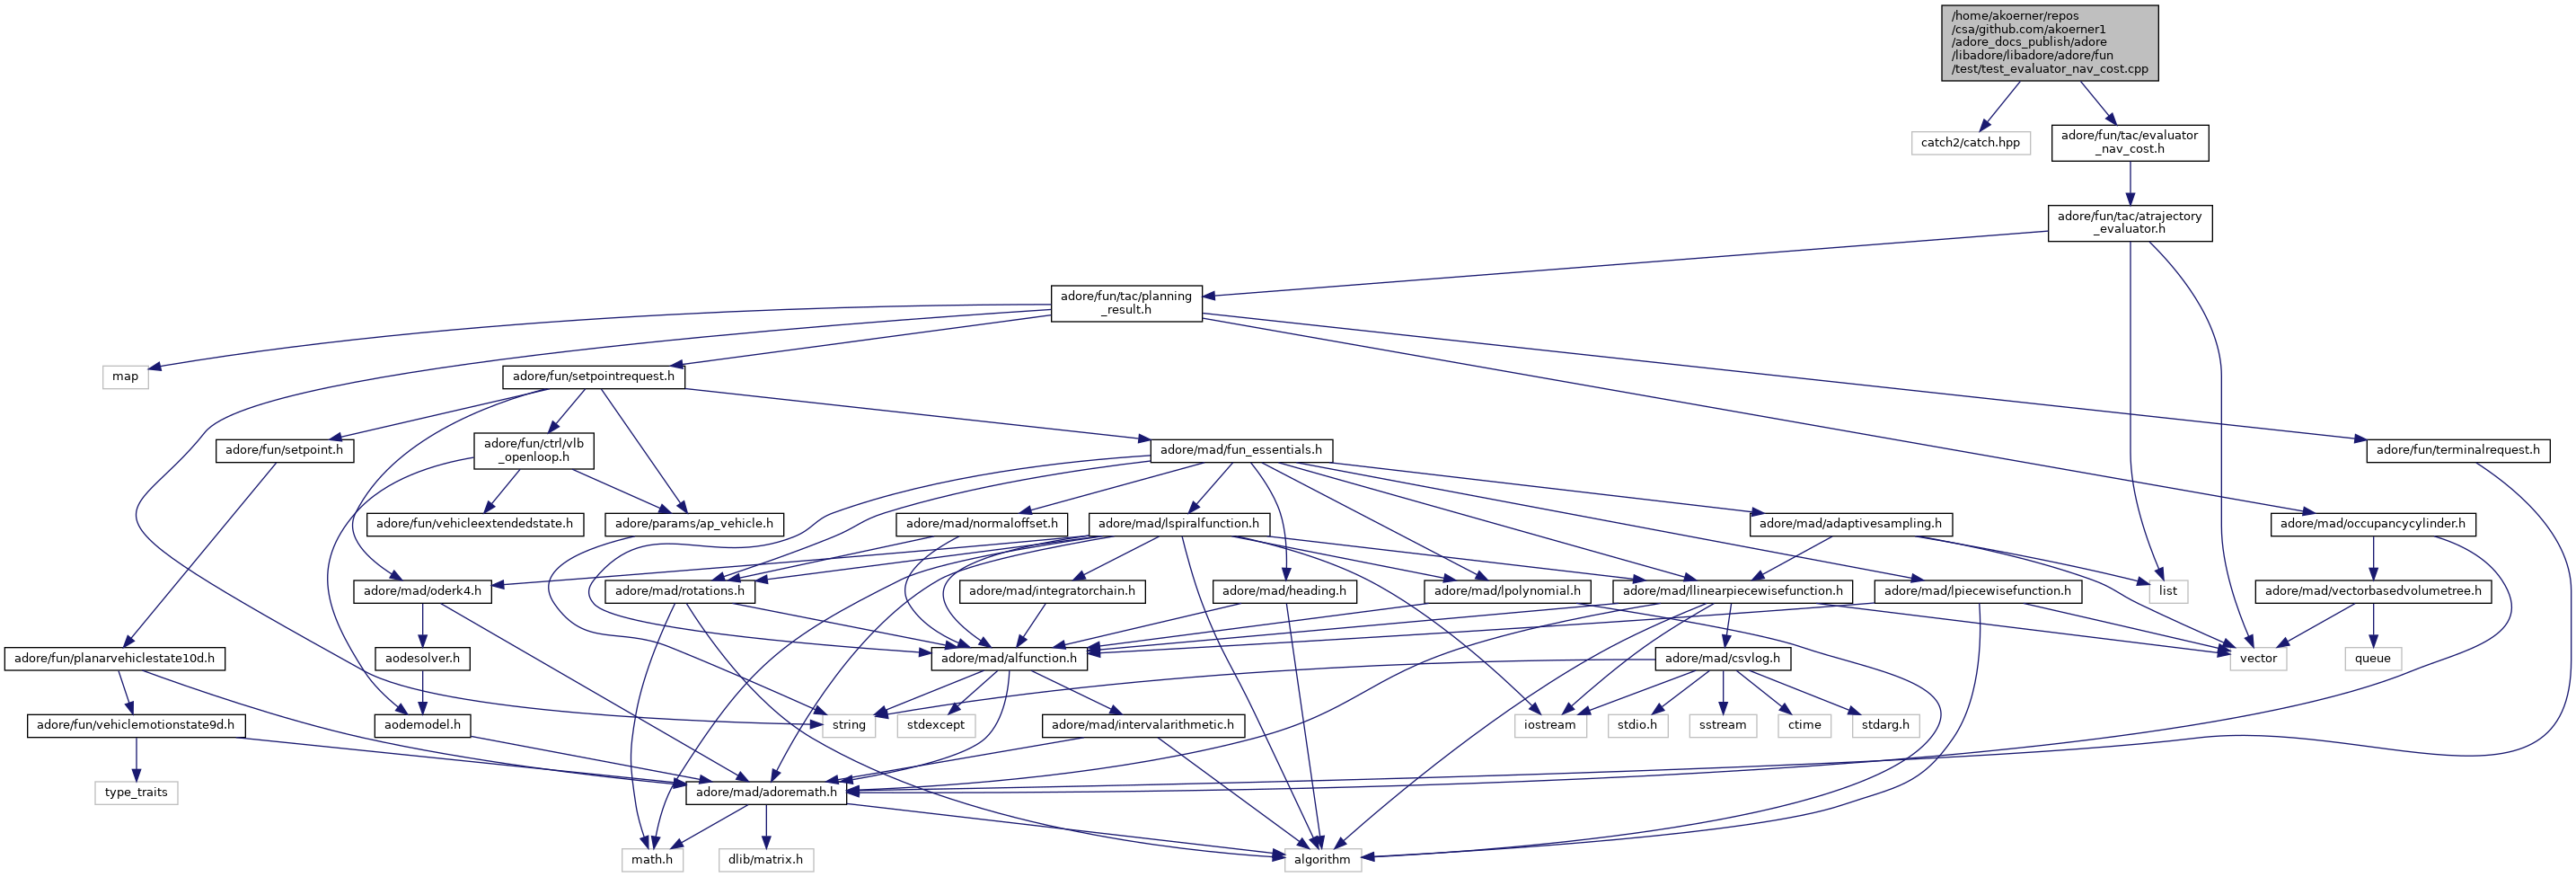 /home/akoerner/repos
/csa/github.com/akoerner1
/adore_docs_publish/adore
/libadore/libadore/adore/fun
/test/test_evaluator_nav_cost.cpp
catch2/catch.hpp
adore/fun/tac/evaluator
_nav_cost.h
adore/fun/tac/atrajectory
_evaluator.h
adore/fun/tac/planning
_result.h
map
adore/fun/setpointrequest.h
adore/fun/setpoint.h
adore/fun/ctrl/vlb
_openloop.h
adore/mad/fun_essentials.h
adore/fun/terminalrequest.h
adore/fun/vehicleextendedstate.h
adore/params/ap_vehicle.h
adore/mad/normaloffset.h
adore/mad/lspiralfunction.h
adore/mad/adaptivesampling.h
adore/mad/occupancycylinder.h
adore/mad/oderk4.h
adore/mad/rotations.h
adore/mad/integratorchain.h
adore/mad/heading.h
adore/mad/lpolynomial.h
adore/mad/llinearpiecewisefunction.h
adore/mad/lpiecewisefunction.h
list
adore/mad/vectorbasedvolumetree.h
adore/fun/planarvehiclestate10d.h
aodesolver.h
adore/mad/alfunction.h
adore/mad/csvlog.h
vector
queue
adore/fun/vehiclemotionstate9d.h
aodemodel.h
string
stdexcept
adore/mad/intervalarithmetic.h
iostream
stdio.h
sstream
ctime
stdarg.h
type_traits
adore/mad/adoremath.h
math.h
dlib/matrix.h
algorithm